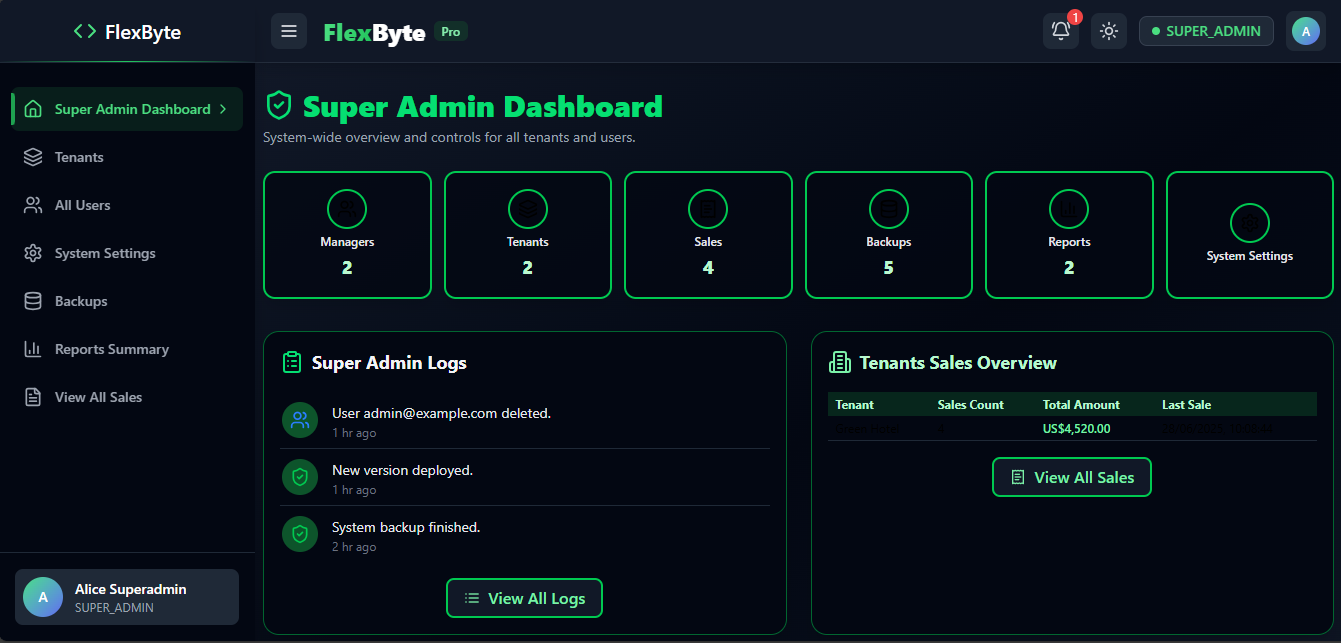 FlexByte
FlexByte Pro
1
SUPER_ADMIN
A
Super Admin Dashboard
Tenants
All Users
System Settings
Backups
Reports Summary
View All Sales
A
Alice Superadmin
SUPER_ADMIN
Super Admin Dashboard
System-wide overview and controls for all tenants and users.
Managers
2
Tenants
2
Sales
4
Backups
5
Reports
2
System Settings
Super Admin Logs
User admin@example.com deleted.
1 hr ago
New version deployed.
1 hr ago
System backup finished.
2 hr ago
View All Logs
Tenants Sales Overview
Tenant Sales Count Total Amount Last Sale
4 US$4,520.00
View All Sales